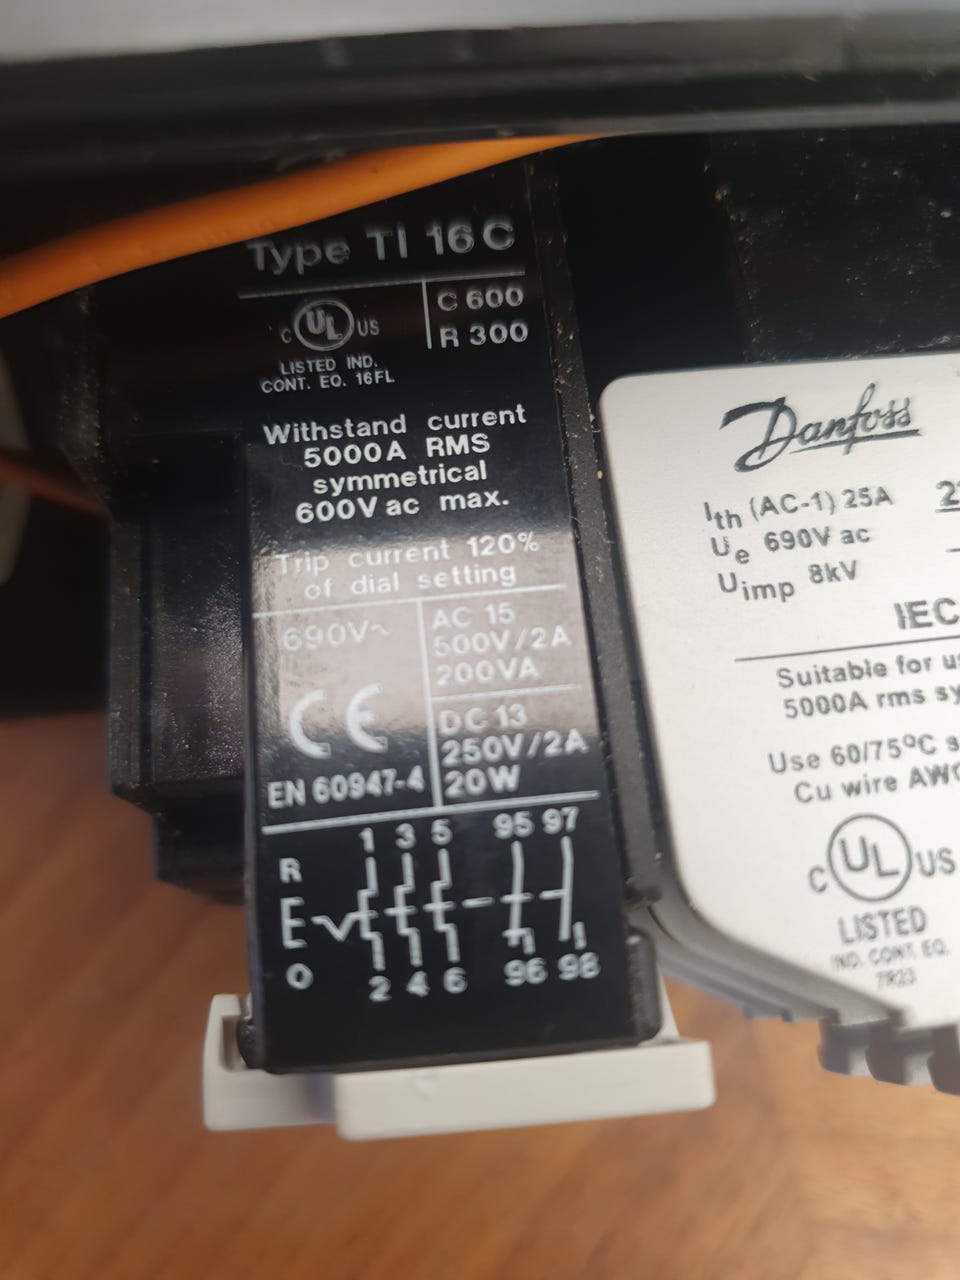 Type TI 16 C
C UL US
C 600
R 300
LISTED IND.
CONT. EQ. 16FL
Withstand current
5000A RMS
symmetrical
600V ac max.
Trip current 120%
of dial setting
690V~
AC 15
500V/2A
200VA
CE
DC 13
250V/2A
20W
EN 60947-4
1 3 5 95 97
R
E
O
2 4 6 96 98
Danfoss
Ith (AC-1) 25A
Ue 690V ac
Uimp 8kV
IEC
Suitable for
5000A rms
Use 60/75°C
Cu wire
C UL US
LISTED
IND. CONT. EQ.
7R23